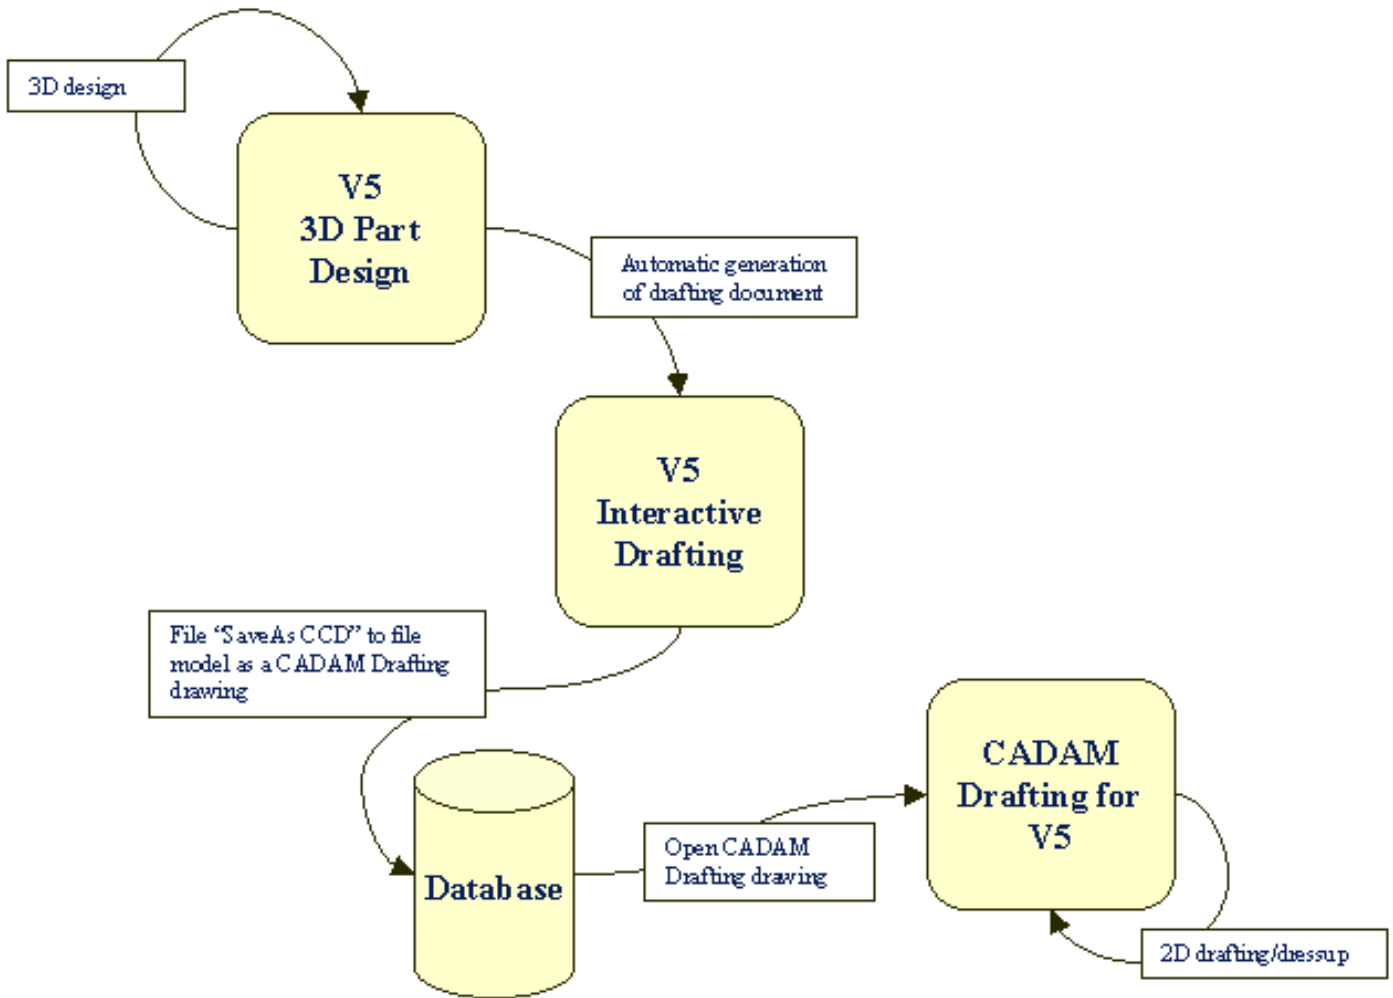 3D design
V5
3D Part
Design
Automatic generation
of drafting document
V5
Interactive
Drafting
File “SaveAs CCD” to file
model as a CADAM Drafting
drawing
Database
Open CADAM
Drafting drawing
CADAM
Drafting for
V5
2D drafting/dressup